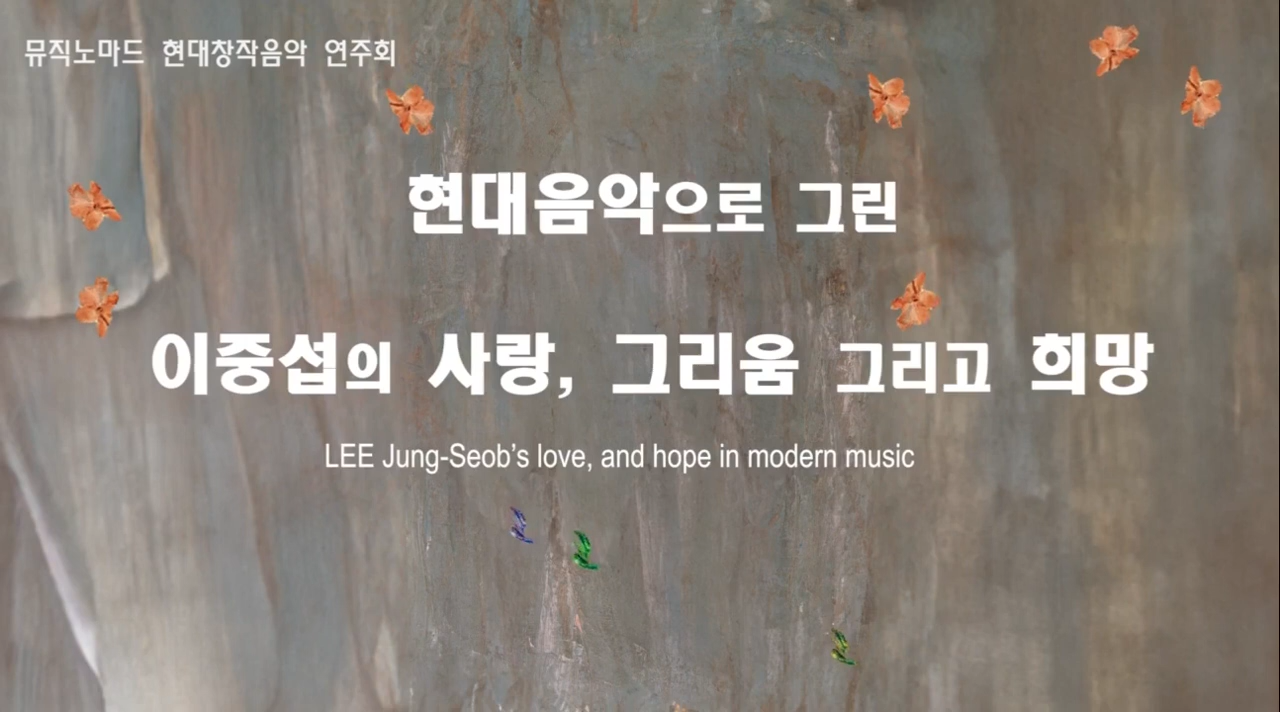 뮤직노마드 현대창작음악 연주회
현대음악으로 그린
이중섭의 사랑, 그리움 그리고 희망
LEE Jung-Seob’s love, and hope in modern music